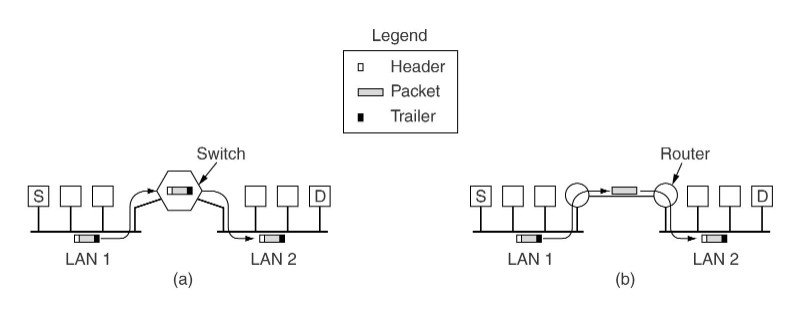 Legend
Header
Packet
Trailer
Switch
S
D
LAN 1
LAN 2
(a)
Router
S
D
LAN 1
LAN 2
(b)